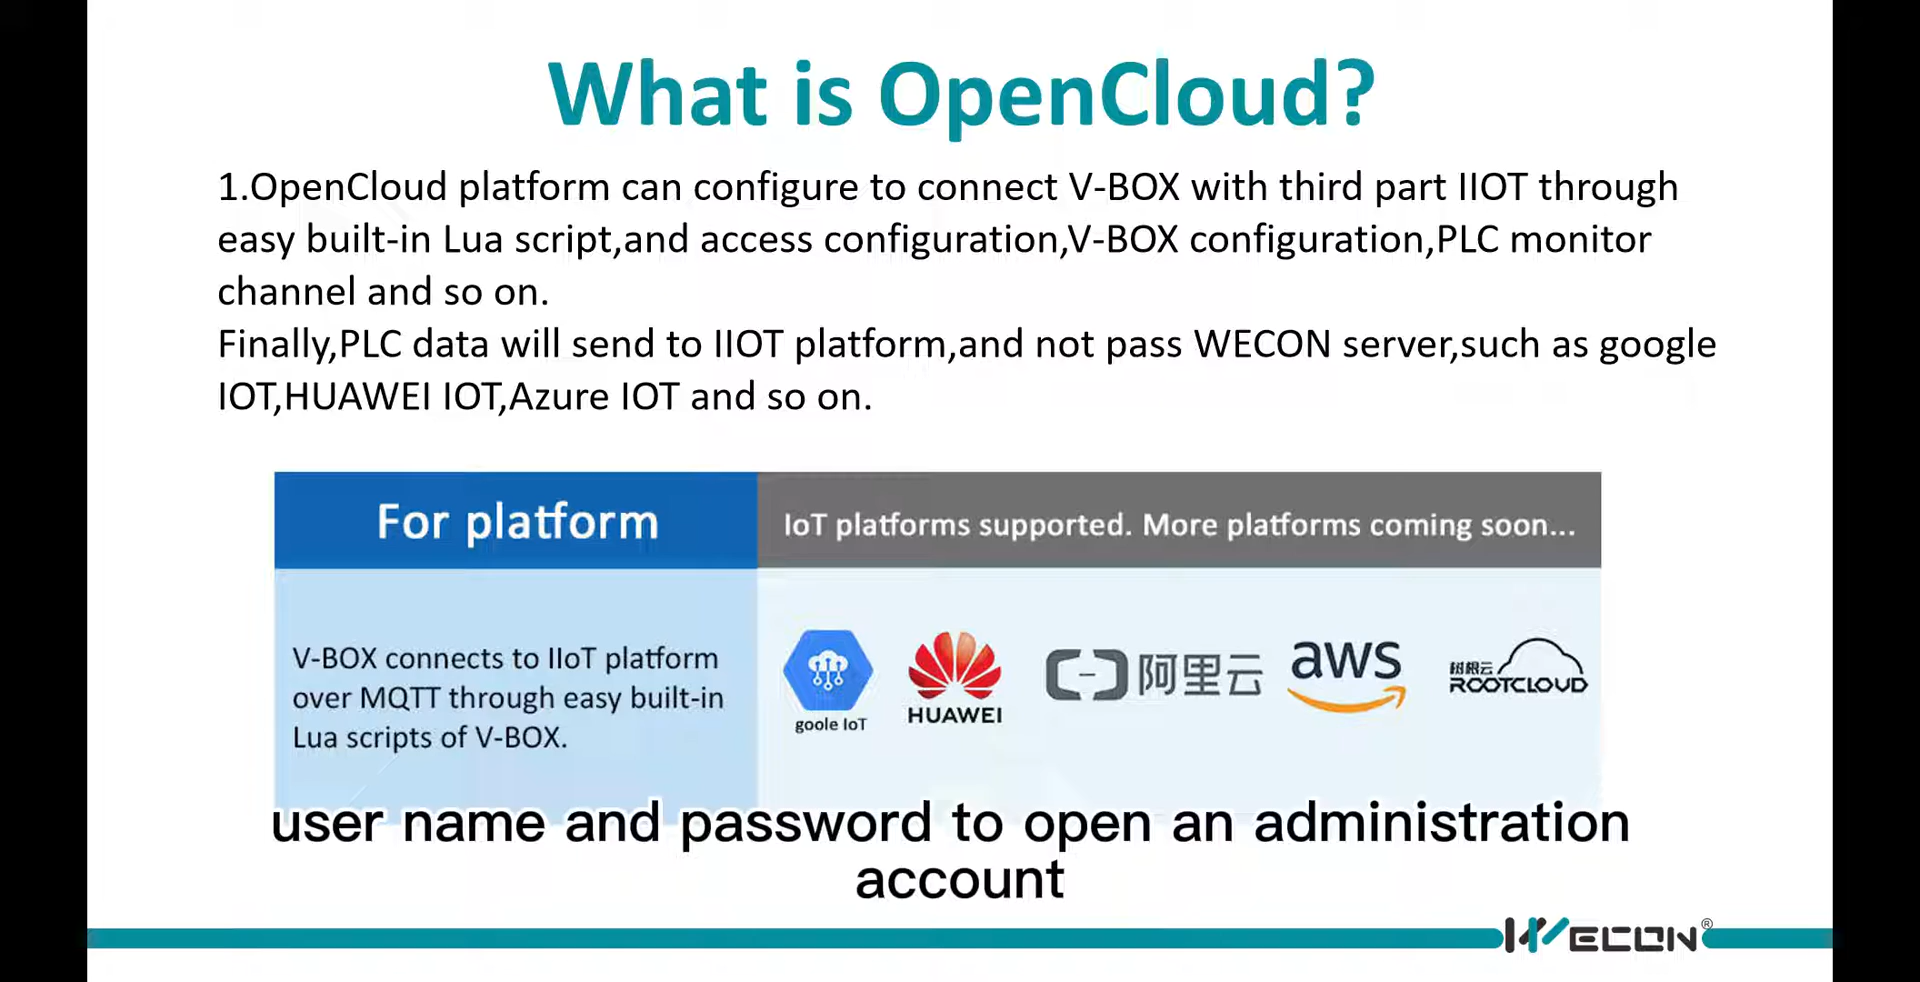 What is OpenCloud?
1.OpenCloud platform can configure to connect V-BOX with third part IIOT through
easy built-in Lua script,and access configuration,V-BOX configuration,PLC monitor
channel and so on.
Finally,PLC data will send to IIOT platform,and not pass WECON server,such as google
IOT,HUAWEI IOT,Azure IOT and so on.
For platform
IoT platforms supported. More platforms coming soon...
V-BOX connects to IIoT platform
over MQTT through easy built-in
Lua scripts of V-BOX.
goole IoT
HUAWEI
阿里云
aws
树根云
ROOTCLOUD
user name and password to open an administration
account
WECON®